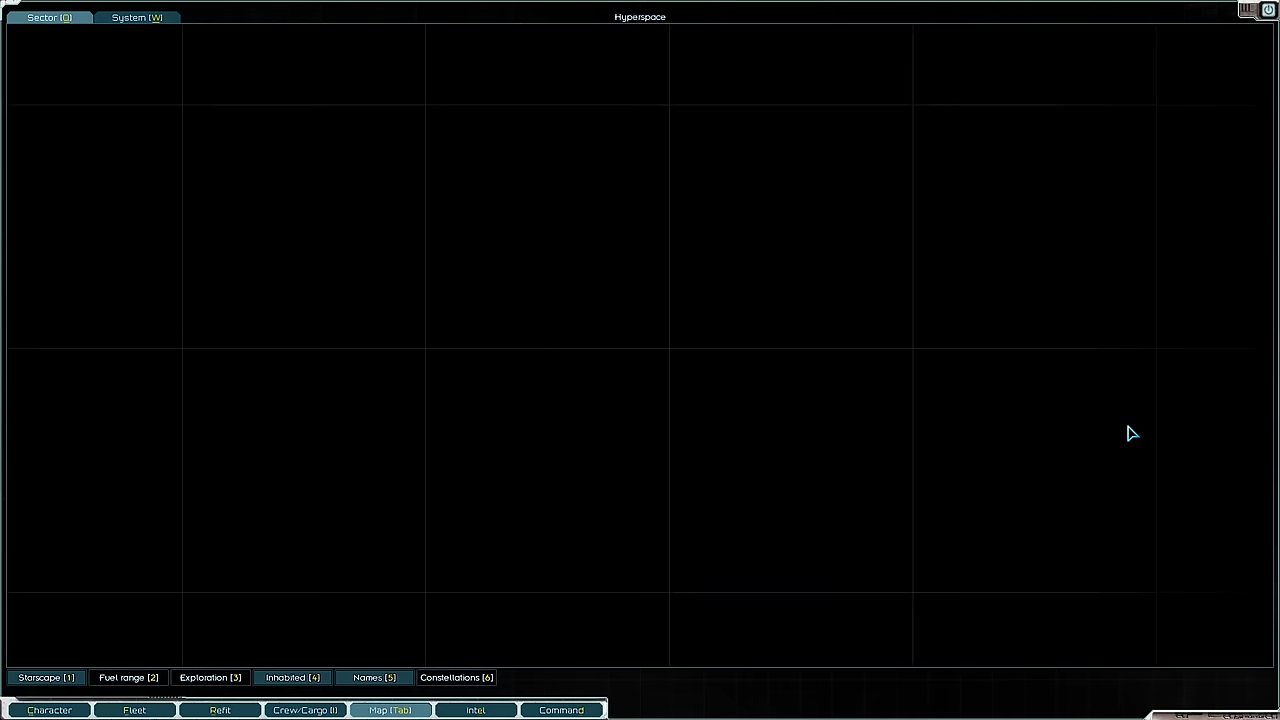 Sector [Q] System [W] Hyperspace
Starscape [1] Fuel range [2] Exploration [3] Inhabited [4] Names [5] Constellations [6]
Character Fleet Refit Crew/Cargo [I] Map [Tab] Intel Command